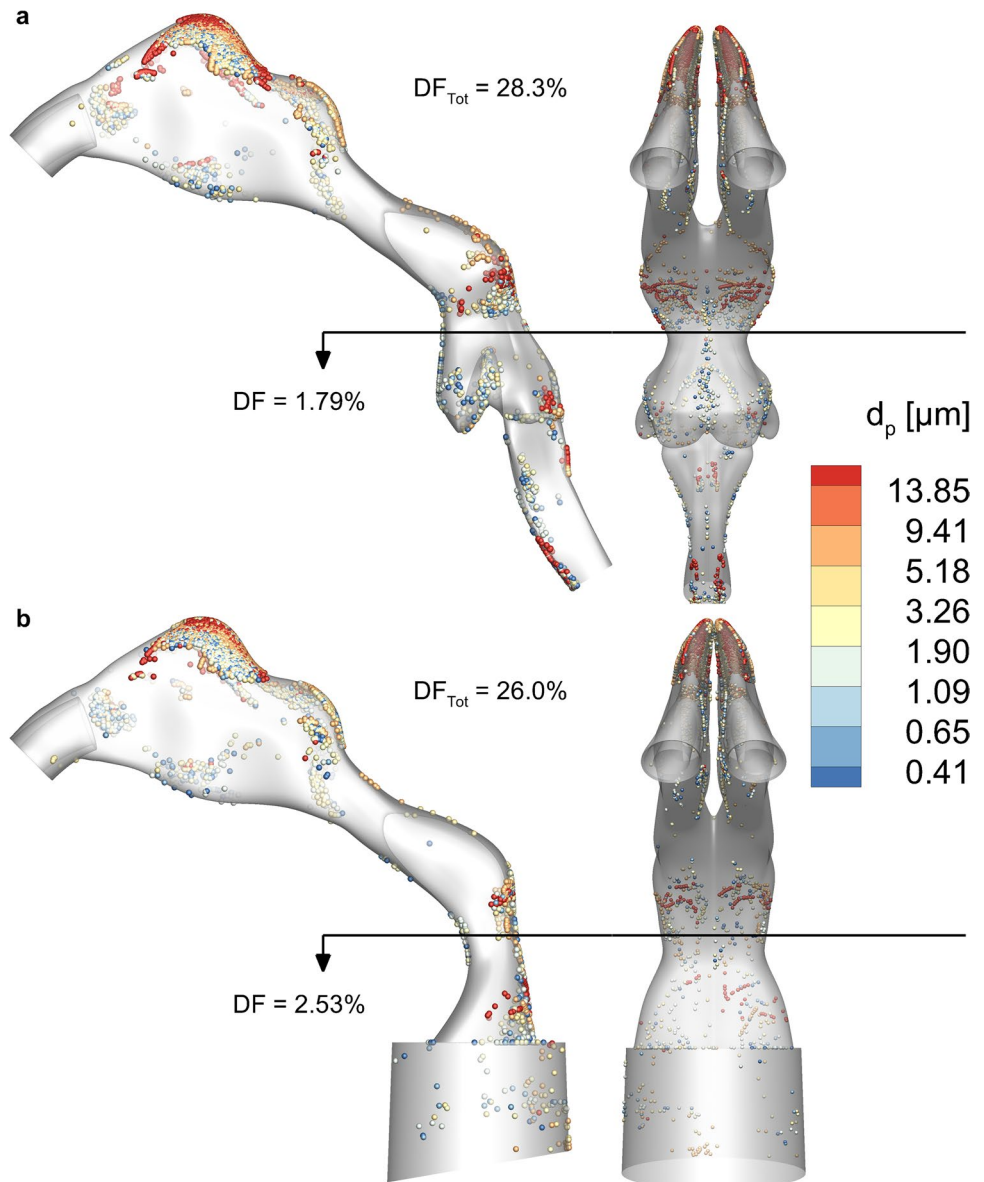 a
DF_Tot = 28.3%
DF = 1.79%
d_p [µm]
13.85
9.41
5.18
3.26
1.90
1.09
0.65
0.41
b
DF_Tot = 26.0%
DF = 2.53%